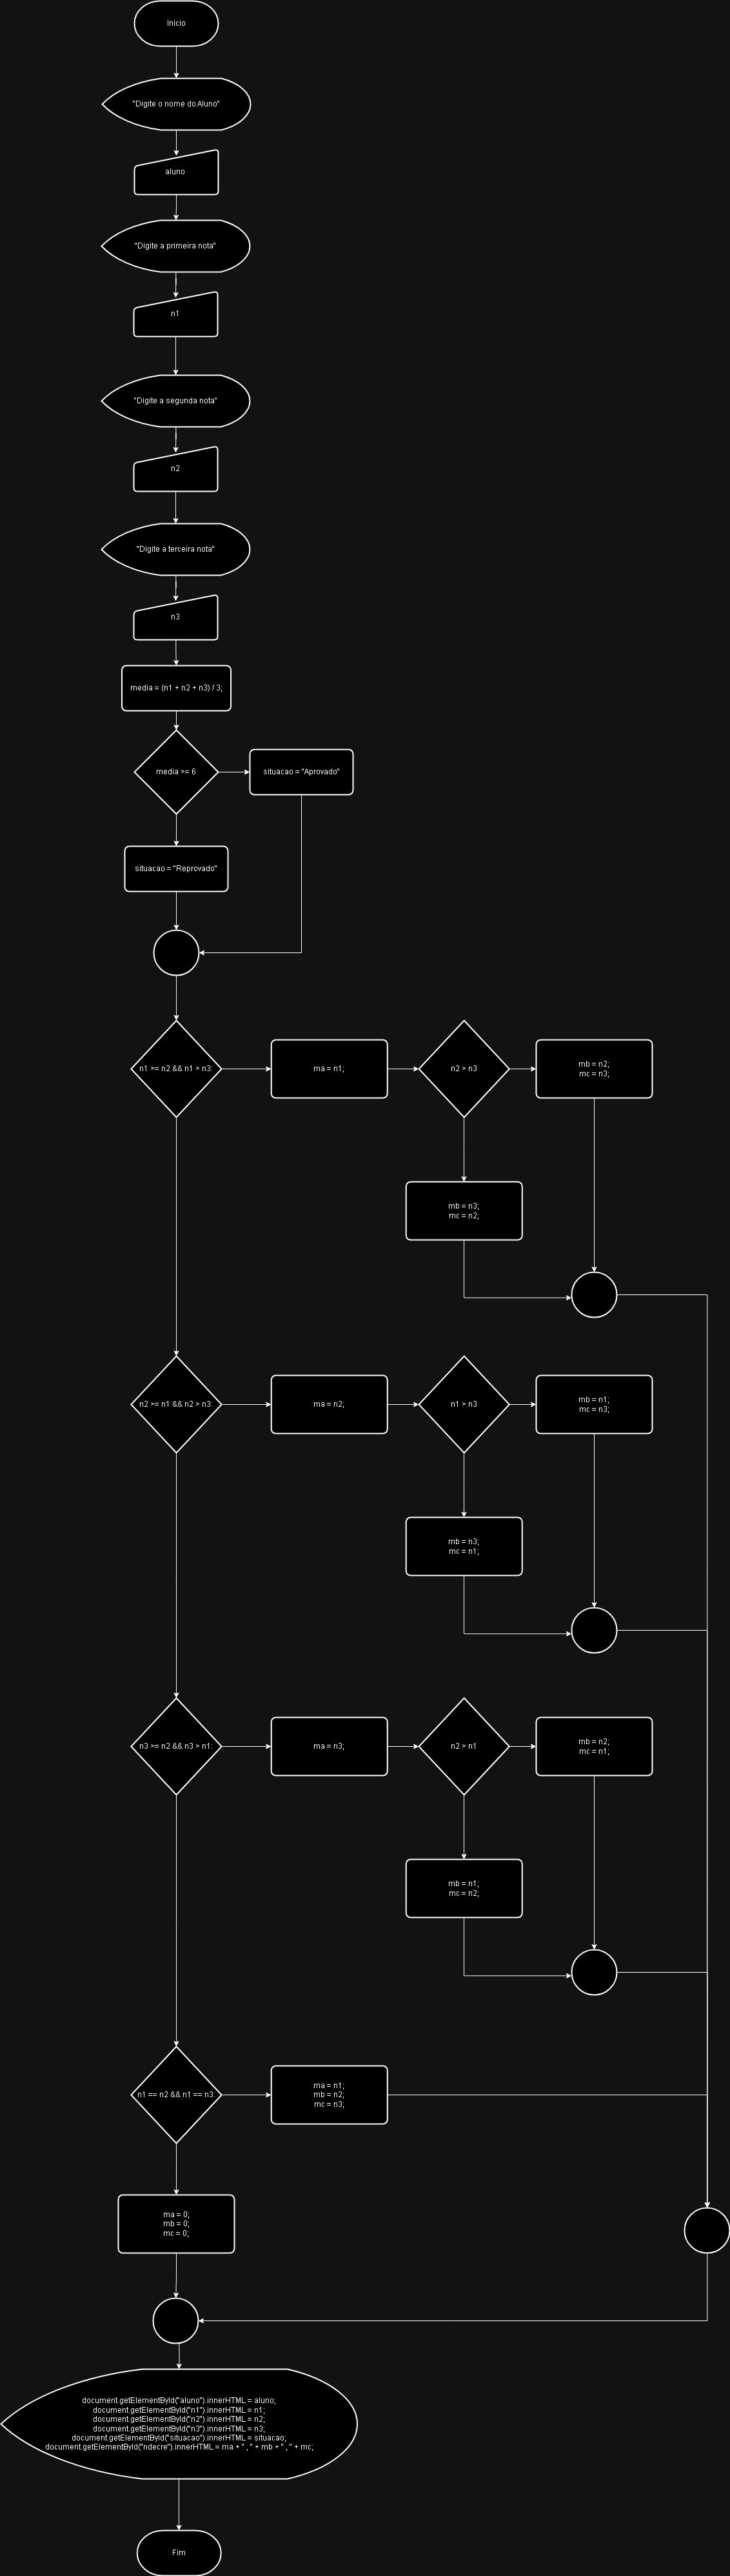 Inicio
"Digite o nome do Aluno"
aluno
"Digite a primeira nota"
n1
"Digite a segunda nota"
n2
"Digite a terceira nota"
n3
media = (n1 + n2 + n3) / 3;
media >= 6
situacao = "Aprovado"
situacao = "Reprovado"
n1 >= n2 && n1 > n3:
ma = n1;
n2 > n3
mb = n2;
mc = n3;
mb = n3;
mc = n2;
n2 >= n1 && n2 > n3:
ma = n2;
n1 > n3
mb = n1;
mc = n3;
mb = n3;
mc = n1;
n3 >= n2 && n3 > n1:
ma = n3;
n2 > n1
mb = n2;
mc = n1;
mb = n1;
mc = n2;
n1 == n2 && n1 == n3:
ma = n1;
mb = n2;
mc = n3;
ma = 0;
mb = 0;
mc = 0;
document.getElementById("aluno").innerHTML = aluno;
document.getElementById("n1").innerHTML = n1;
document.getElementById("n2").innerHTML = n2;
document.getElementById("n3").innerHTML = n3;
document.getElementById("situacao").innerHTML = situacao;
document.getElementById("ndecre").innerHTML = ma + " , " + mb + " , " + mc;
Fim